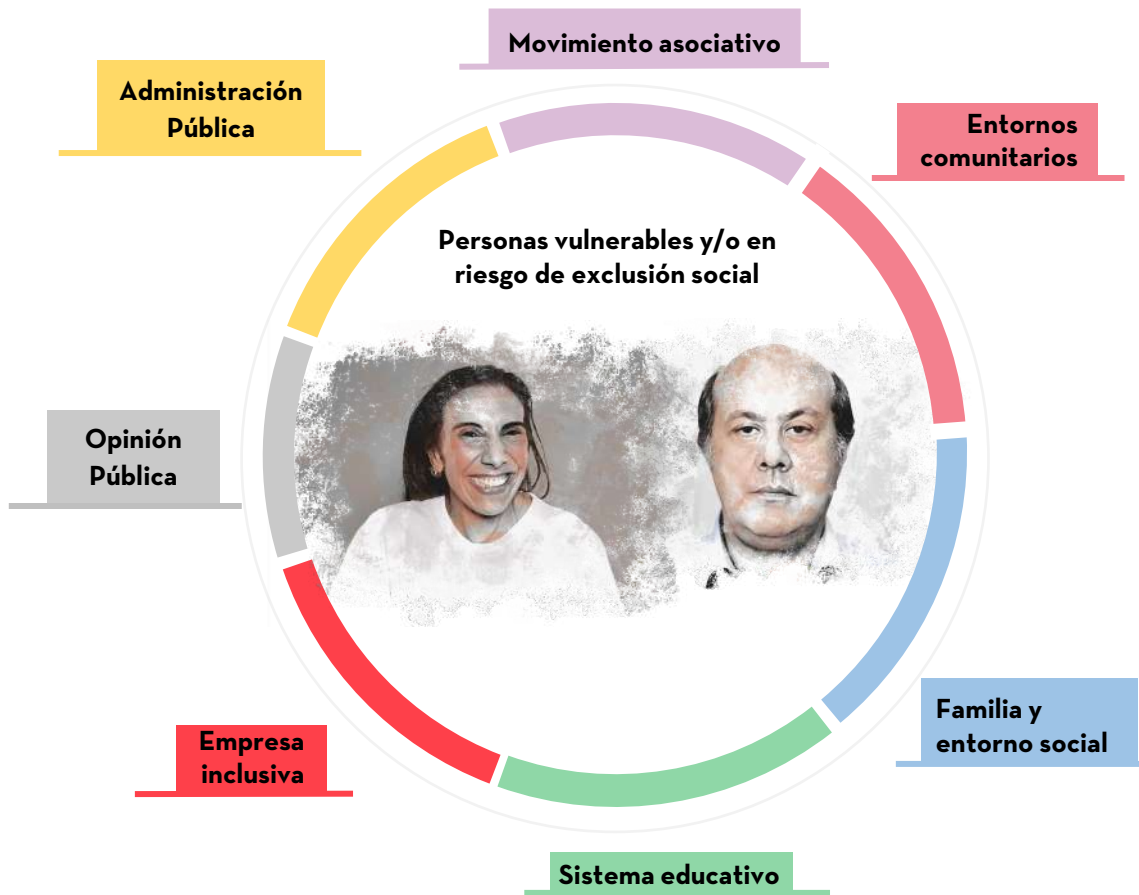 Movimiento asociativo
Administración
Pública
Entornos
comunitarios
Personas vulnerables y/o en
riesgo de exclusión social
Opinión
Pública
Familia y
entorno social
Empresa
inclusiva
Sistema educativo